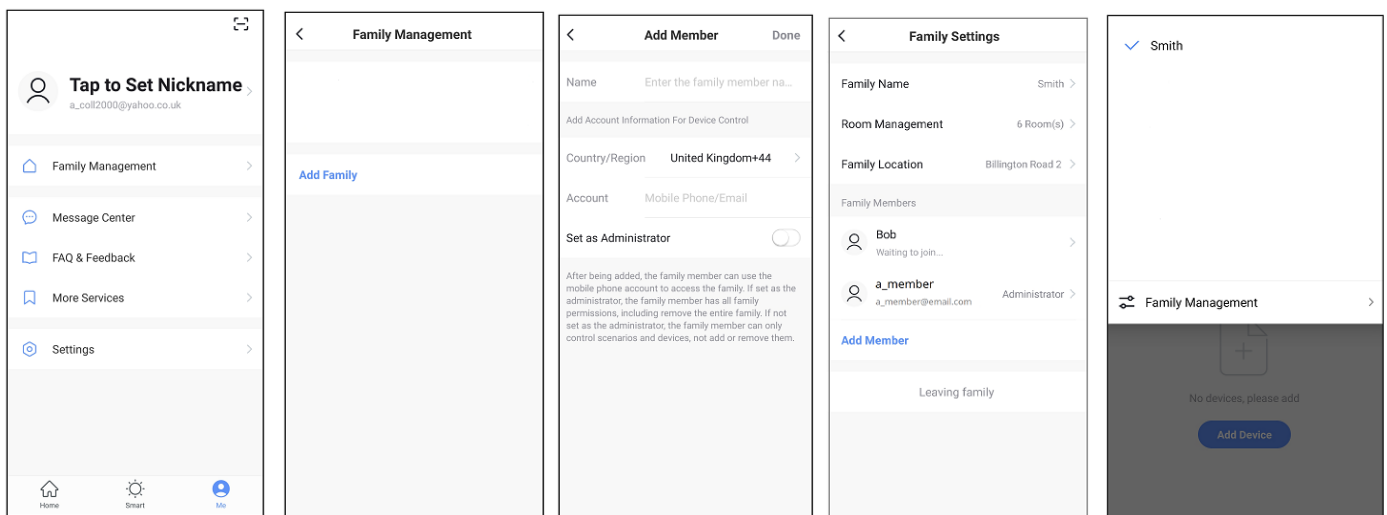 Tap to Set Nickname
a_coll2000@yahoo.co.uk
Family Management
Message Center
FAQ & Feedback
More Services
Settings
Home
Smart
Me
Family Management
Add Family
Add Member
Done
Name
Enter the family member na...
Add Account Information For Device Control
Country/Region
United Kingdom+44
Account
Mobile Phone/Email
Set as Administrator
After being added, the family member can use the
mobile phone account to access the family. If set as the
administrator, the family member has all family
permissions, including remove the entire family. If not
set as the administrator, the family member can only
control scenarios and devices, not add or remove them.
Family Settings
Family Name
Smith
Room Management
6 Room(s)
Family Location
Billington Road 2
Family Members
Bob
Waiting to join...
a_member
a_member@email.com
Administrator
Add Member
Leaving family
Smith
Family Management
No devices, please add
Add Device